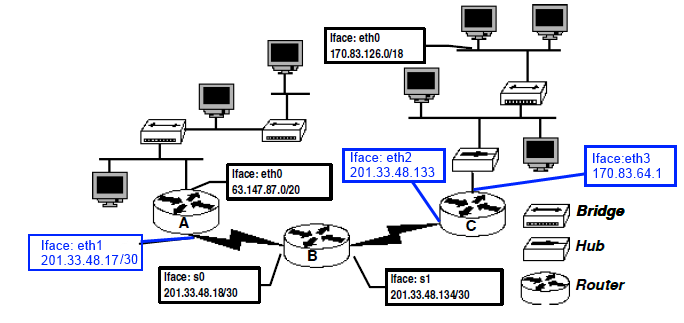 Iface: eth0
170.83.126.0/18
Iface: eth0
63.147.87.0/20
Iface: eth2
201.33.48.133
Iface:eth3
170.83.64.1
A
C
B
Iface: eth1
201.33.48.17/30
Iface: s0
201.33.48.18/30
Iface: s1
201.33.48.134/30
Bridge
Hub
Router